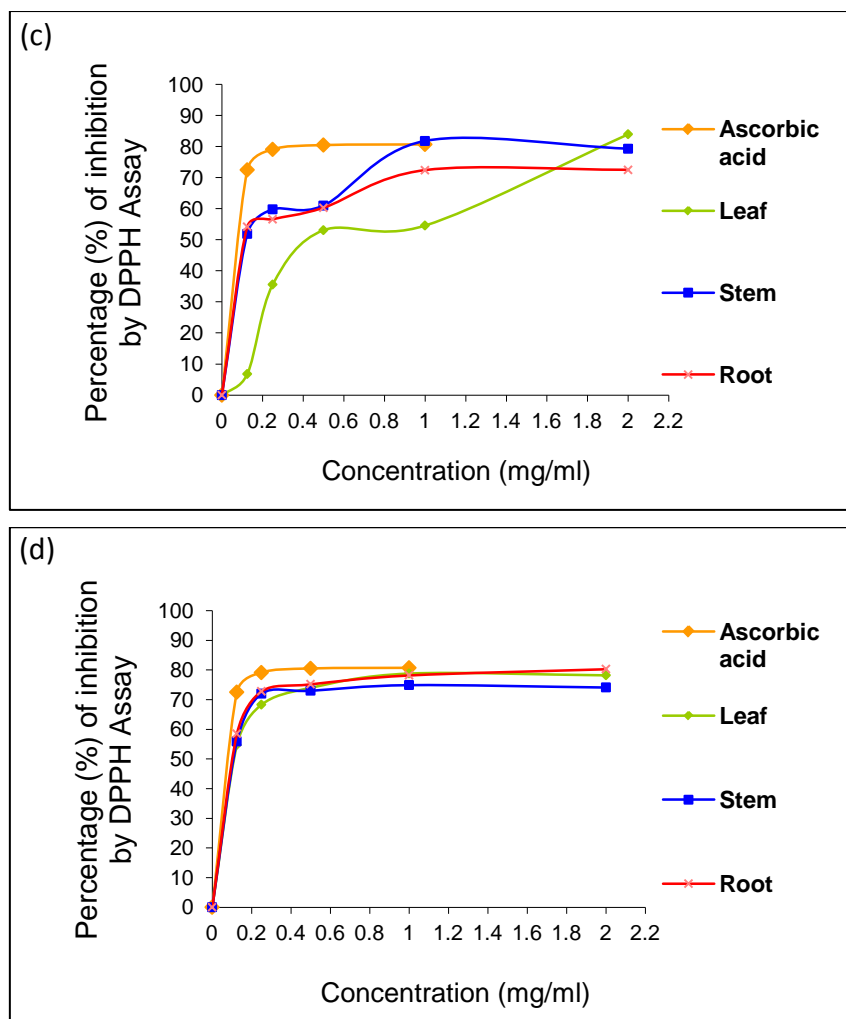 (c)
Percentage (%) of inhibition
by DPPH Assay
100
90
80
70
60
50
40
30
20
10
0
0 0.2 0.4 0.6 0.8 1 1.2 1.4 1.6 1.8 2 2.2
Concentration (mg/ml)
Ascorbic
acid
Leaf
Stem
Root
(d)
Percentage (%) of inhibition
by DPPH Assay
100
90
80
70
60
50
40
30
20
10
0
0 0.2 0.4 0.6 0.8 1 1.2 1.4 1.6 1.8 2 2.2
Concentration (mg/ml)
Ascorbic
acid
Leaf
Stem
Root